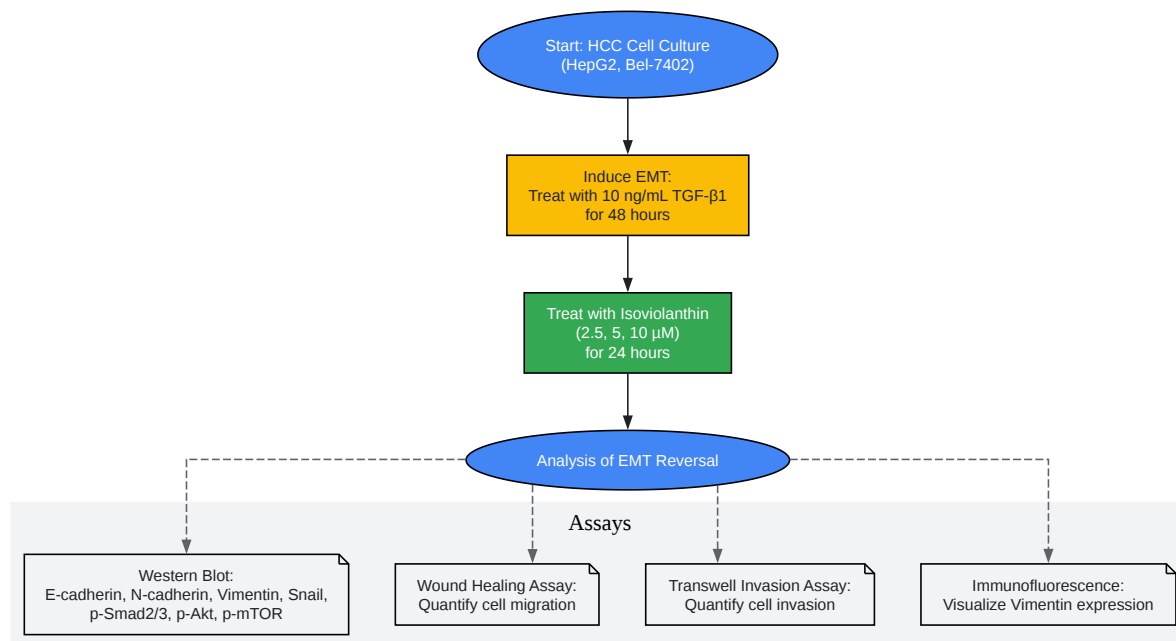 Start: HCC Cell Culture
(HepG2, Bel-7402)
Induce EMT:
Treat with 10 ng/mL TGF-β1
for 48 hours
Treat with Isoviolanthin
(2.5, 5, 10 µM)
for 24 hours
Analysis of EMT Reversal
Assays
Western Blot:
E-cadherin, N-cadherin, Vimentin, Snail,
p-Smad2/3, p-Akt, p-mTOR
Wound Healing Assay:
Quantify cell migration
Transwell Invasion Assay:
Quantify cell invasion
Immunofluorescence:
Visualize Vimentin expression